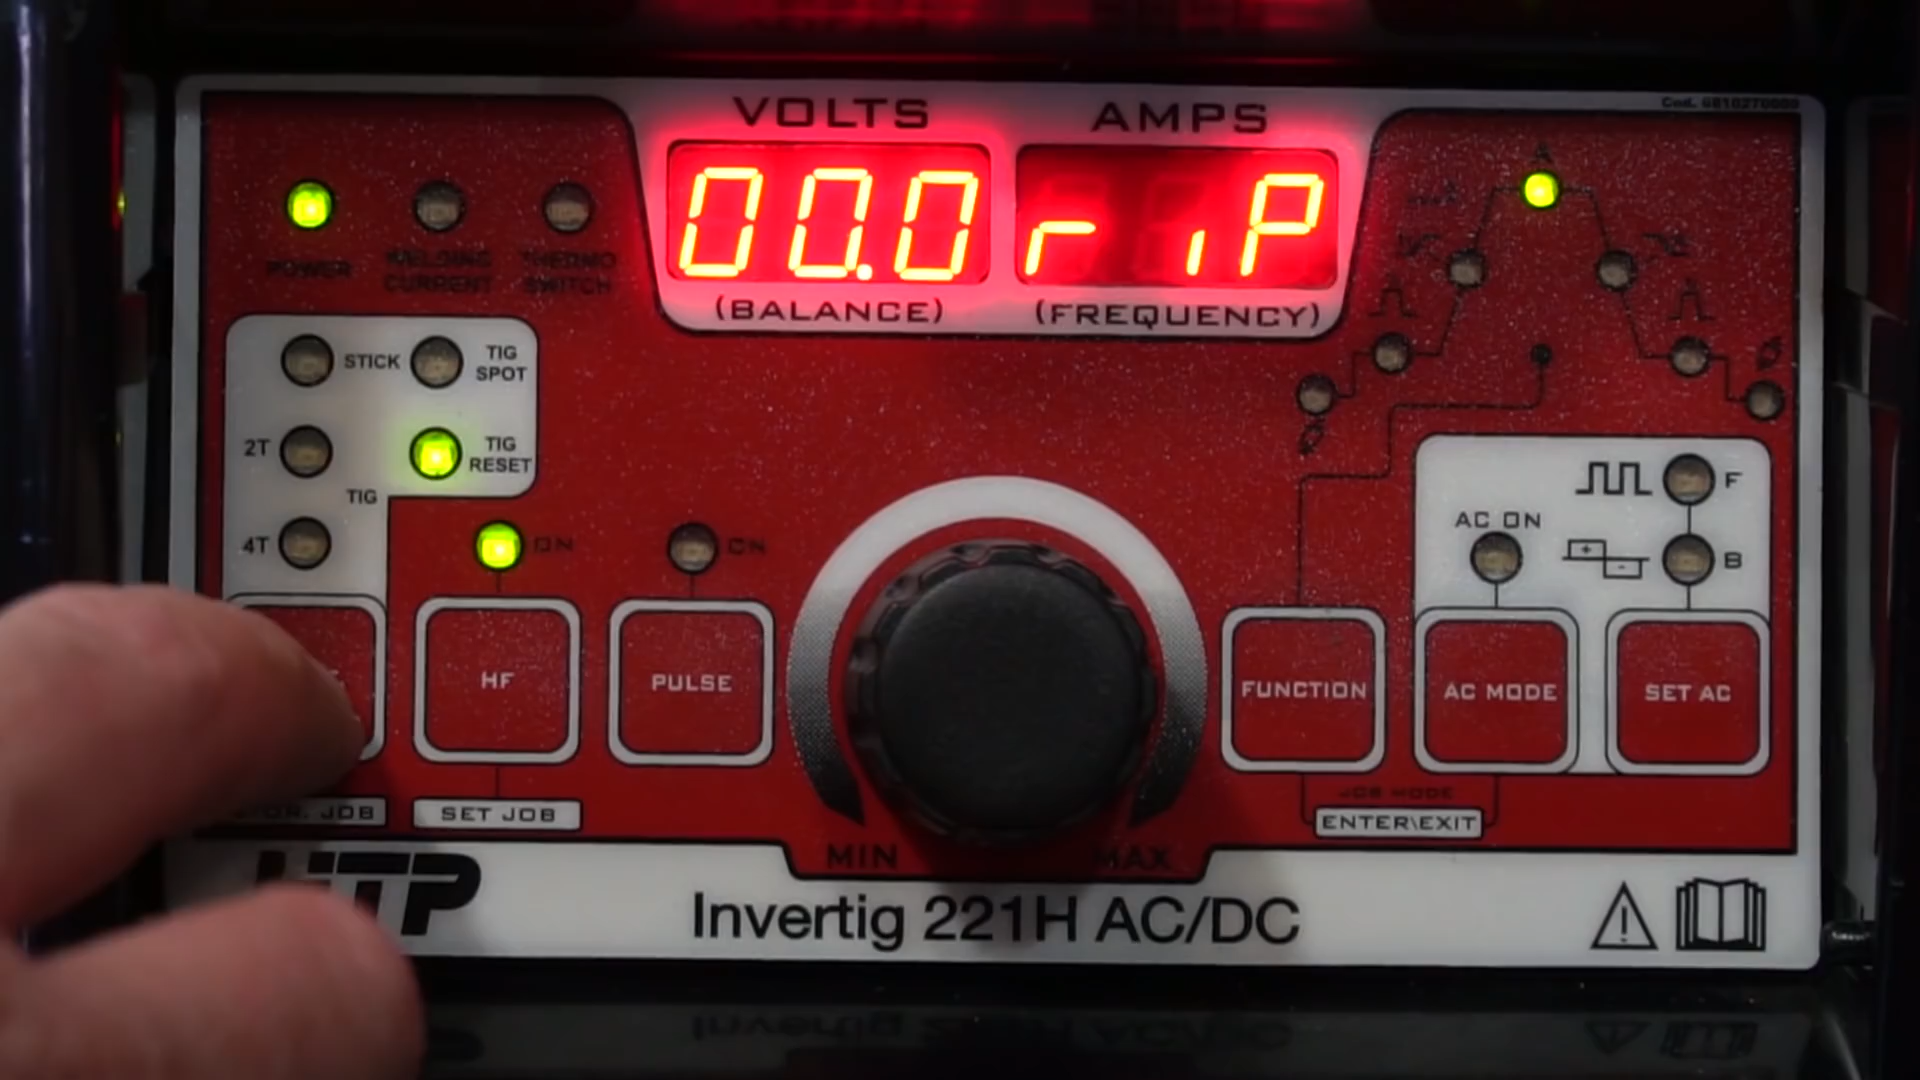 VOLTS
AMPS
Cod. 6810270000
00.0
riP
(BALANCE)
(FREQUENCY)
POWER
WELDING
CURRENT
THERMO
SWITCH
STICK
TIG
SPOT
2T
TIG
RESET
TIG
4T
ON
ON
AC ON
F
B
HF
PULSE
FUNCTION
AC MODE
SET AC
JOB
SET JOB
JOB MODE
ENTER\EXIT
MIN
MAX
HTP
Invertig 221H AC/DC